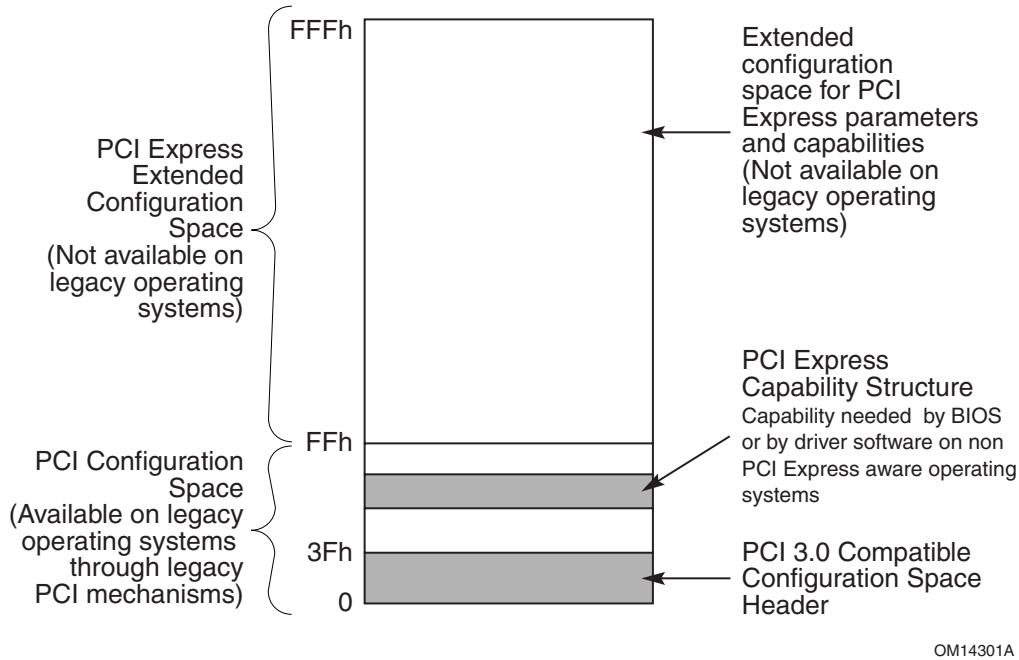 FFFh
PCI Express
Extended
Configuration
Space
(Not available on
legacy operating
systems)
Extended
configuration
space for PCI
Express parameters
and capabilities
(Not available on
legacy operating
systems)
FFh
PCI Configuration
Space
(Available on legacy
operating systems
through legacy
PCI mechanisms)
PCI Express
Capability Structure
Capability needed by BIOS
or by driver software on non
PCI Express aware operating
systems
3Fh
0
PCI 3.0 Compatible
Configuration Space
Header
OM14301A